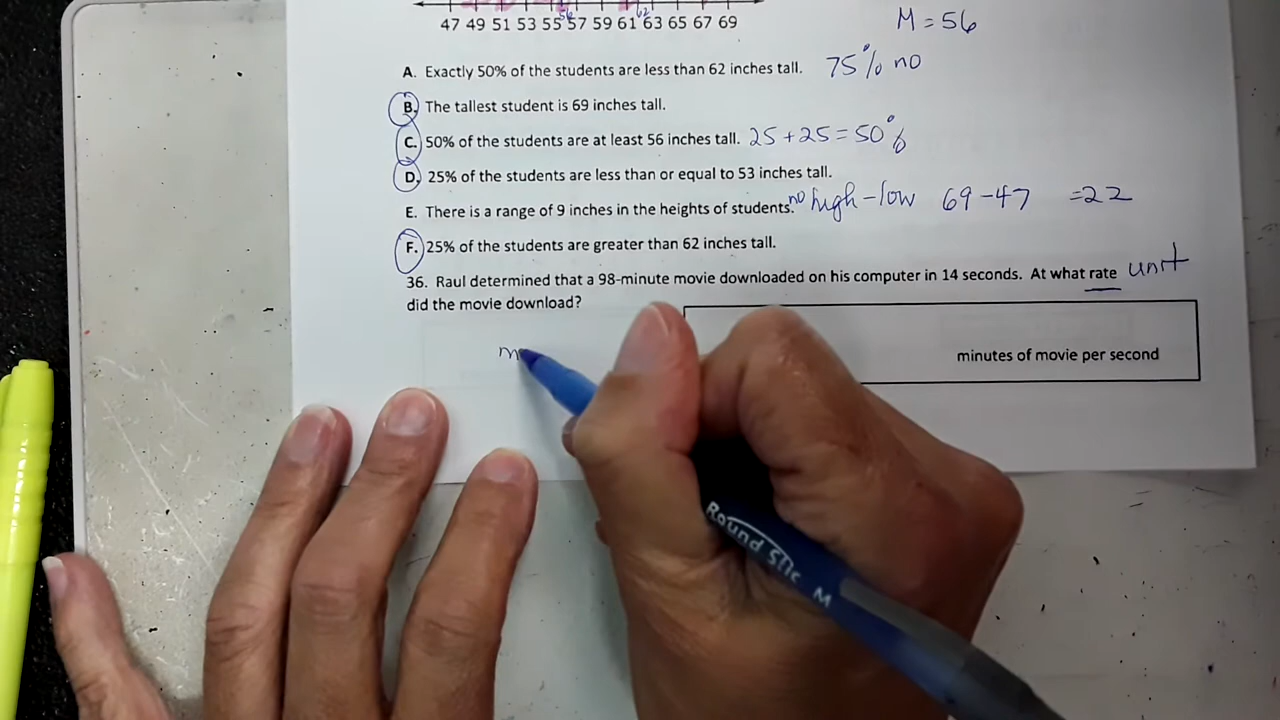 56 62
47 49 51 53 55 57 59 61 63 65 67 69
M = 56
A. Exactly 50% of the students are less than 62 inches tall. 75% no
B. The tallest student is 69 inches tall.
C. 50% of the students are at least 56 inches tall. 25 + 25 = 50%
D. 25% of the students are less than or equal to 53 inches tall.
E. There is a range of 9 inches in the heights of students. no high - low 69 - 47 = 22
F. 25% of the students are greater than 62 inches tall.
36. Raul determined that a 98-minute movie downloaded on his computer in 14 seconds. At what rate unit
did the movie download?
m
minutes of movie per second
Round Stic M